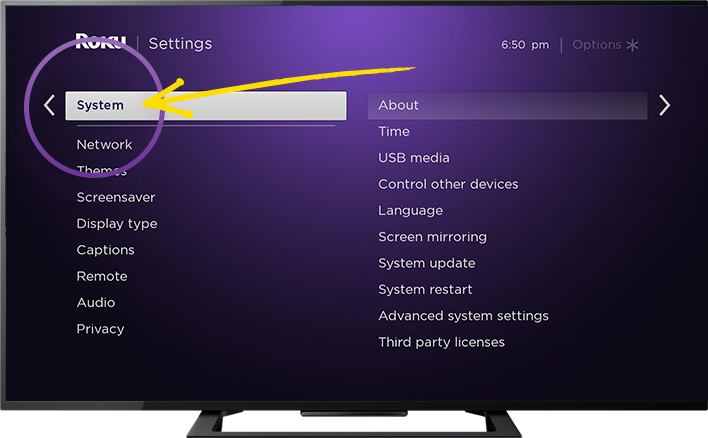 Roku | Settings
6:50 pm | Options
System
Network
Themes
Screensaver
Display type
Captions
Remote
Audio
Privacy
About
Time
USB media
Control other devices
Language
Screen mirroring
System update
System restart
Advanced system settings
Third party licenses